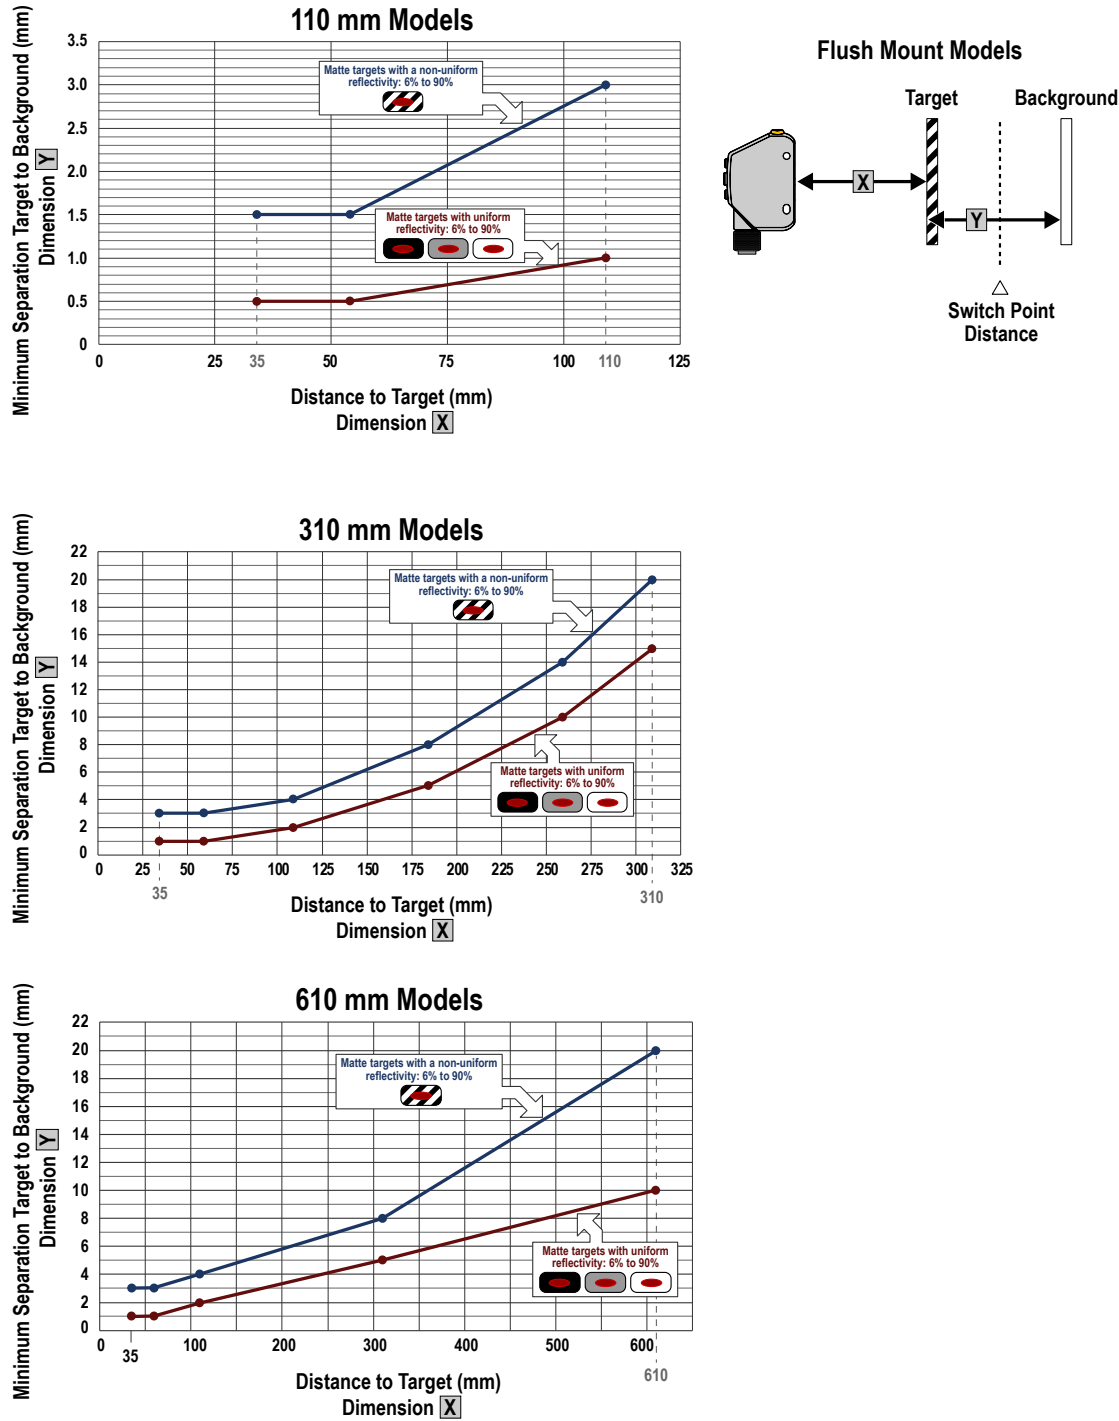 110 mm Models
Minimum Separation Target to Background (mm)
Dimension Y
3.5
3.0
2.5
2.0
1.5
1.0
0.5
0
Matte targets with a non-uniform
reflectivity: 6% to 90%
Matte targets with uniform
reflectivity: 6% to 90%
0 25 35 50 75 100 110 125
Distance to Target (mm)
Dimension X
Flush Mount Models
Target Background
X
Y
Switch Point
Distance
310 mm Models
Minimum Separation Target to Background (mm)
Dimension Y
22
20
18
16
14
12
10
8
6
4
2
0
Matte targets with a non-uniform
reflectivity: 6% to 90%
Matte targets with uniform
reflectivity: 6% to 90%
0 25 50 75 100 125 150 175 200 225 250 275 300 325
35 310
Distance to Target (mm)
Dimension X
610 mm Models
Minimum Separation Target to Background (mm)
Dimension Y
22
20
18
16
14
12
10
8
6
4
2
0
Matte targets with a non-uniform
reflectivity: 6% to 90%
Matte targets with uniform
reflectivity: 6% to 90%
0 100 200 300 400 500 600
35 610
Distance to Target (mm)
Dimension X